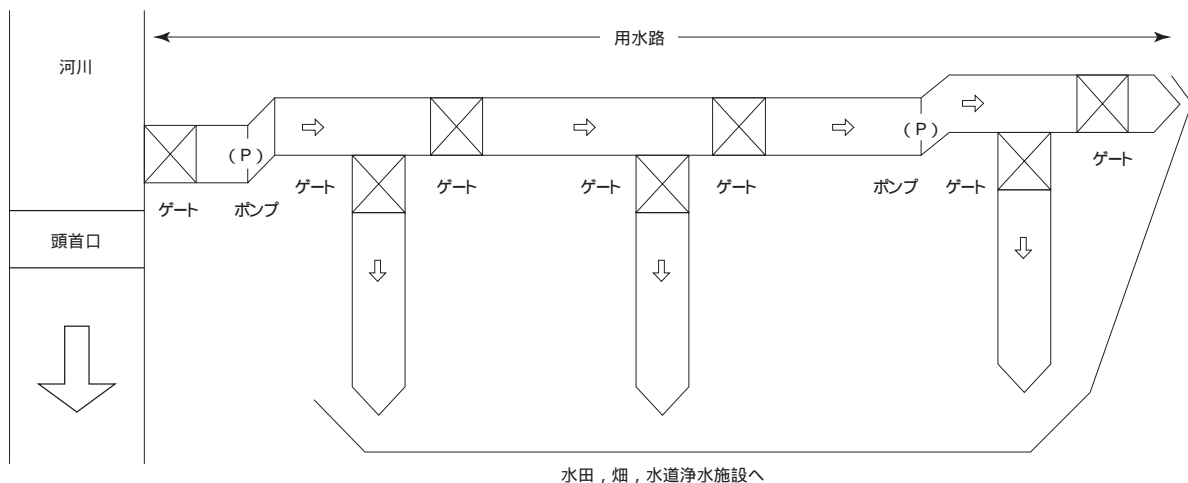 用水路
河川
(P)
(P)
ゲート
ポンプ
ゲート
ゲート
ゲート
ゲート
ポンプ
ゲート
ゲート
頭首口
水田,畑,水道浄水施設へ